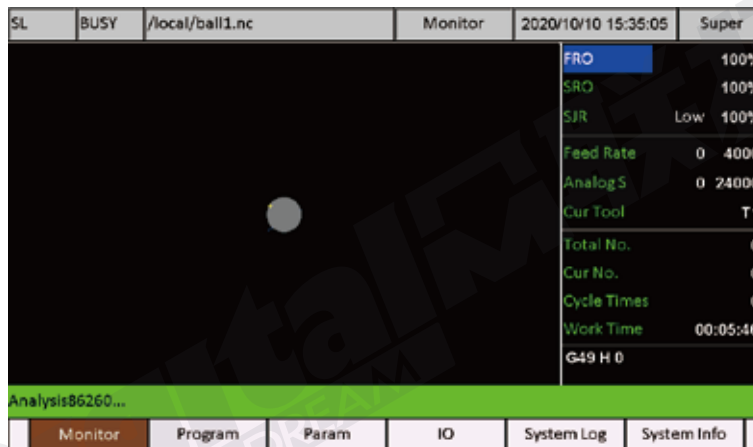 SL BUSY /local/ball1.nc Monitor 2020/10/10 15:35:05 Super
FRO 100%
SRO 100%
SJR Low 100%
Feed Rate 0 4000
Analog S 0 24000
Cur Tool T
Total No.
Cur No.
Cycle Times
Work Time 00:05:46
G49 H 0
Analysis86260...
Monitor Program Param IO System Log System Info